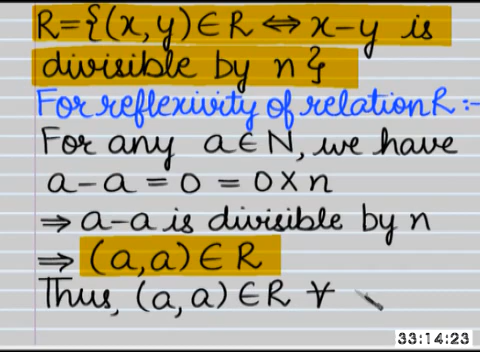 R={(x,y)∈R⇔x-y is
divisible by n}
For reflexivity of relation R:-
For any a∈N, we have
a-a=0=0×n
⇒ a-a is divisible by n
⇒ (a,a)∈R
Thus, (a,a)∈R ∀
33:14:23